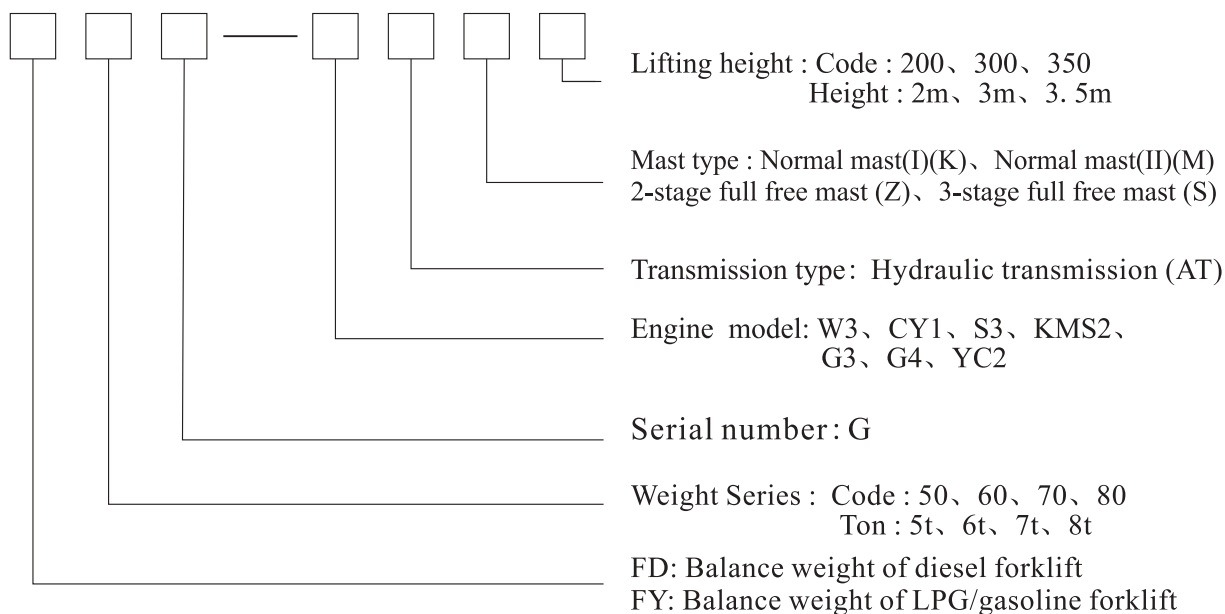 Lifting height : Code : 200、300、350
Height : 2m、3m、3. 5m
Mast type : Normal mast(I)(K)、Normal mast(II)(M)
2-stage full free mast (Z)、3-stage full free mast (S)
Transmission type: Hydraulic transmission (AT)
Engine model: W3、CY1、S3、KMS2、
G3、G4、YC2
Serial number : G
Weight Series : Code : 50、60、70、80
Ton : 5t、6t、7t、8t
FD: Balance weight of diesel forklift
FY: Balance weight of LPG/gasoline forklift